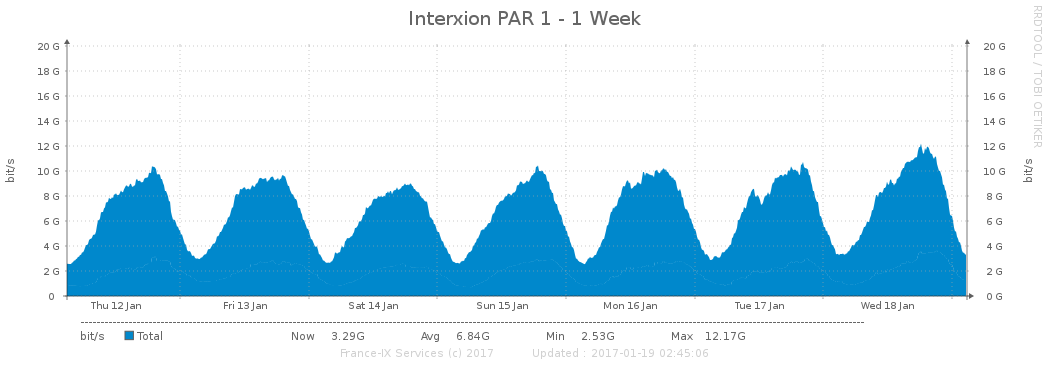 Interxion PAR 1 - 1 Week
RRDTOOL / TOBI OETIKER
bit/s
20 G 20 G
18 G 18 G
16 G 16 G
14 G 14 G
12 G 12 G
10 G 10 G
8 G 8 G
6 G 6 G
4 G 4 G
2 G 2 G
0 0 G
bit/s
Thu 12 Jan Fri 13 Jan Sat 14 Jan Sun 15 Jan Mon 16 Jan Tue 17 Jan Wed 18 Jan
bit/s Total Now 3.29G Avg 6.84G Min 2.53G Max 12.17G
France-IX Services (c) 2017 Updated : 2017-01-19 02:45:06